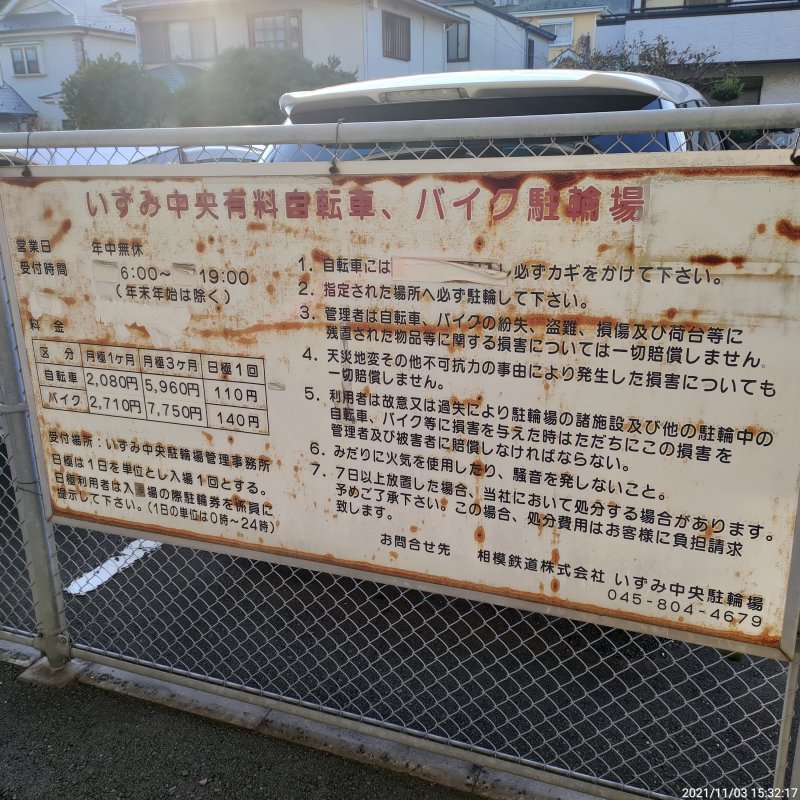 いずみ中央有料自転車、バイク駐輪場
営業日 年中無休
受付時間 6:00～ 19:00
(年末年始は除く)
料金
区分 月極1ケ月 月極3ケ月 日極1回
自転車 2,080円 5,960円 110円
バイク 2,710円 7,750円 140円
受付場所:いずみ中央駐輪場管理事務所
日極は1日を単位とし入場1回とする。
日極利用者は入場の際駐輪券を係員に
提示して下さい。(1日の単位は0時～24時)
1. 自転車には 必ずカギをかけて下さい。
2. 指定された場所へ必ず駐輪して下さい。
3. 管理者は自転車、バイクの紛失、盗難、損傷及び荷台等に
残置された物品等に関する損害については一切賠償しません。
4. 天災地変その他不可抗力の事由により発生した損害についても
一切賠償しません。
5. 利用者は故意又は過失により駐輪場の諸施設及び他の駐輪中の
自転車、バイク等に損害を与えた時はただちにこの損害を
管理者及び被害者に賠償しなければならない。
6. みだりに火気を使用したり、騒音を発しないこと。
7. 7日以上放置した場合、当社において処分する場合があります。
予めご了承下さい。この場合、処分費用はお客様に負担請求
致します。
お問合せ先 相模鉄道株式会社 いずみ中央駐輪場
045-804-4679
2021/11/03 15:32:17